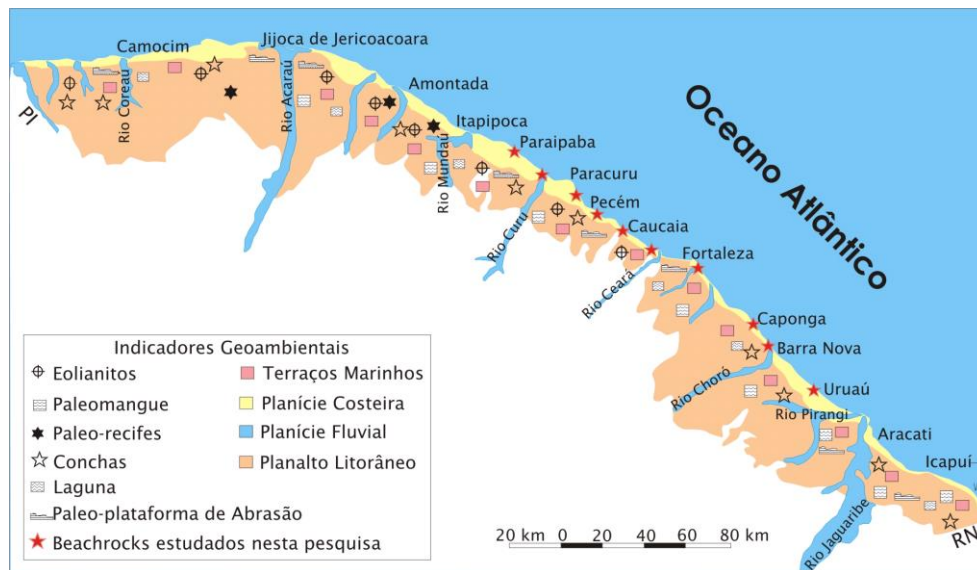 Camocim
Jijoca de Jericoacoara
Amontada
Itapipoca
Paraipaba
Paracuru
Pecém
Caucaia
Fortaleza
Caponga
Barra Nova
Uruaú
Aracati
Icapuí
PI
Rio Coreau
Rio Acaraú
Rio Mundaú
Rio Curu
Rio Ceará
Rio Choró
Rio Pirangi
Rio Jaguaribe
RN
Oceano Atlântico
Indicadores Geoambientais
Eolianitos
Terraços Marinhos
Paleomangue
Planície Costeira
Paleo-recifes
Planície Fluvial
Conchas
Planalto Litorâneo
Laguna
Paleo-plataforma de Abrasão
Beachrocks estudados nesta pesquisa
20 km 0 40 60 80 km